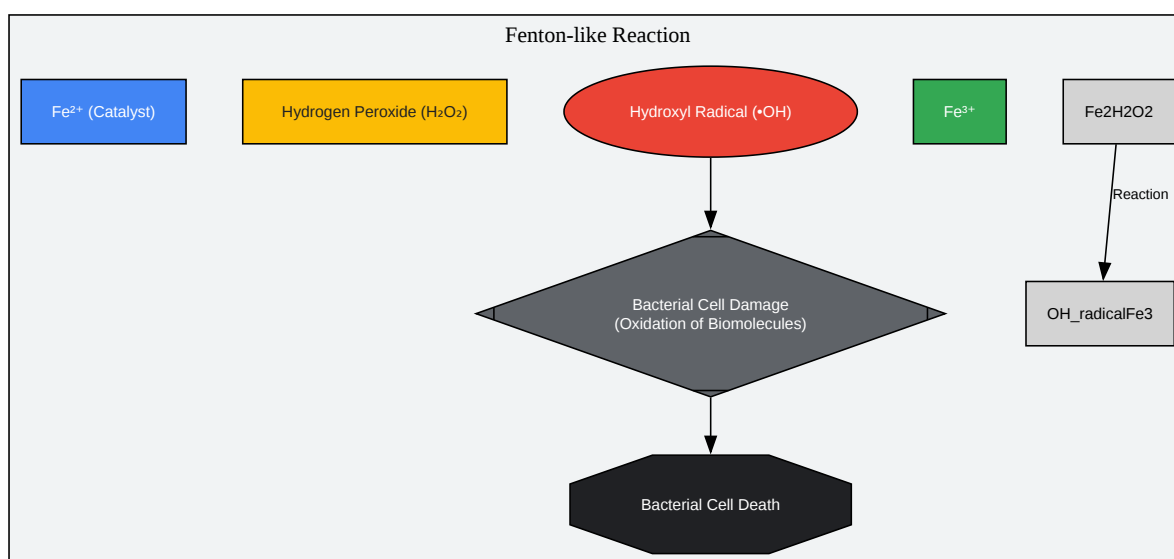 Fenton-like Reaction
Fe²⁺ (Catalyst)
Hydrogen Peroxide (H₂O₂)
Hydroxyl Radical (•OH)
Fe³⁺
Fe2H2O2
Reaction
Bacterial Cell Damage
(Oxidation of Biomolecules)
OH_radicalFe3
Bacterial Cell Death